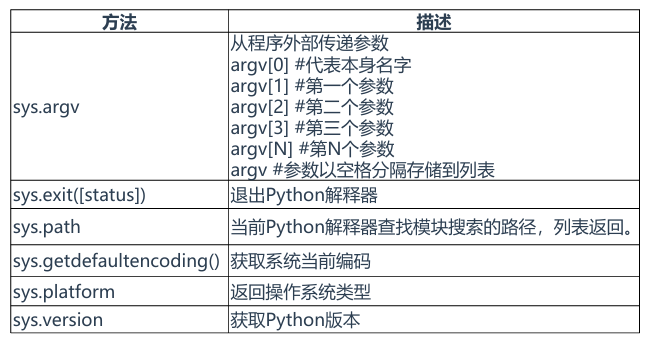 方法 描述
sys.argv 从程序外部传递参数
argv[0] #代表本身名字
argv[1] #第一个参数
argv[2] #第二个参数
argv[3] #第三个参数
argv[N] #第N个参数
argv #参数以空格分隔存储到列表
sys.exit([status]) 退出Python解释器
sys.path 当前Python解释器查找模块搜索的路径，列表返回。
sys.getdefaultencoding() 获取系统当前编码
sys.platform 返回操作系统类型
sys.version 获取Python版本